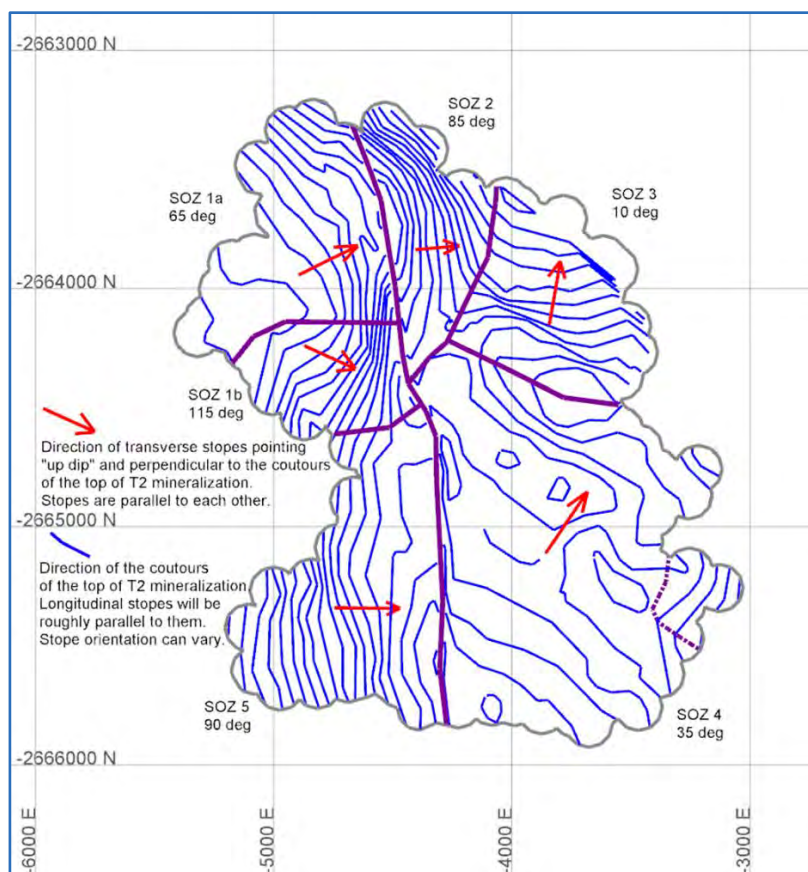 -2663000 N
SOZ 2
85 deg
SOZ 1a
65 deg
SOZ 3
10 deg
-2664000 N
SOZ 1b
115 deg
Direction of transverse stopes pointing
"up dip" and perpendicular to the coutours
of the top of T2 mineralization.
Stopes are parallel to each other.
-2665000 N
Direction of the coutours
of the top of T2 mineralization.
Longitudinal stopes will be
roughly parallel to them.
Stope orientation can vary.
SOZ 5
90 deg
SOZ 4
35 deg
-2666000 N
-6000 E
-5000 E
-4000 E
-3000 E